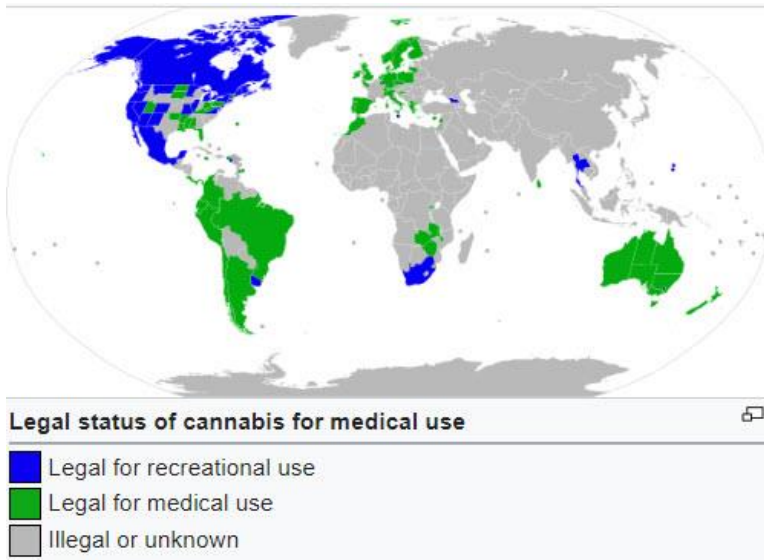 Legal status of cannabis for medical use
Legal for recreational use
Legal for medical use
Illegal or unknown